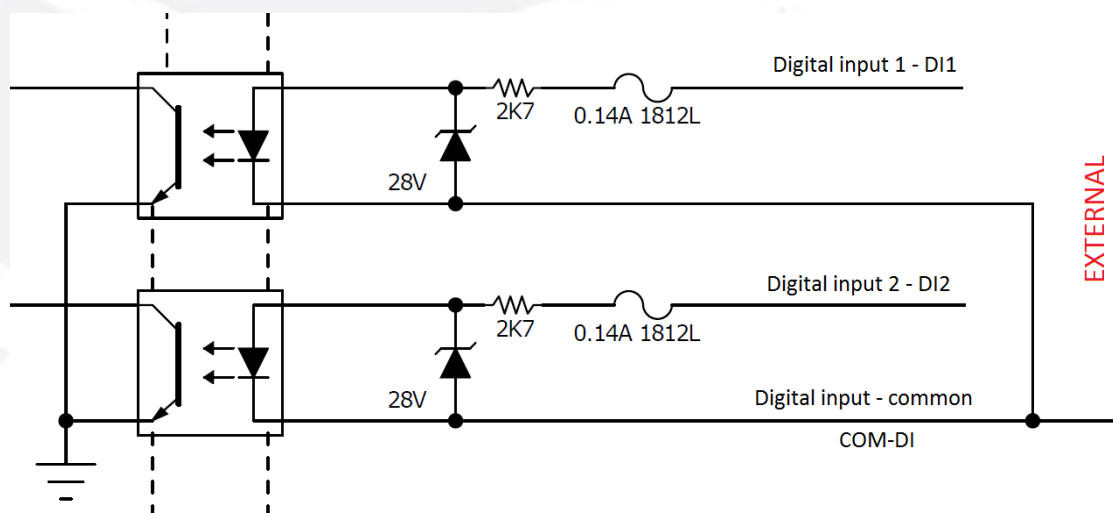 Digital input 1 - DI1
2K7
0.14A 1812L
28V
EXTERNAL
Digital input 2 - DI2
2K7
0.14A 1812L
28V
Digital input - common
COM-DI